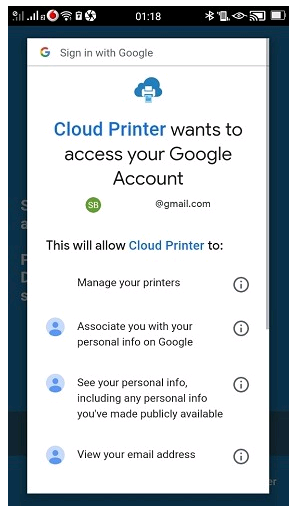 01:18
Sign in with Google
Cloud Printer wants to
access your Google
Account
SB
@gmail.com
This will allow Cloud Printer to:
Manage your printers
Associate you with your
personal info on Google
See your personal info,
including any personal info
you've made publicly available
View your email address